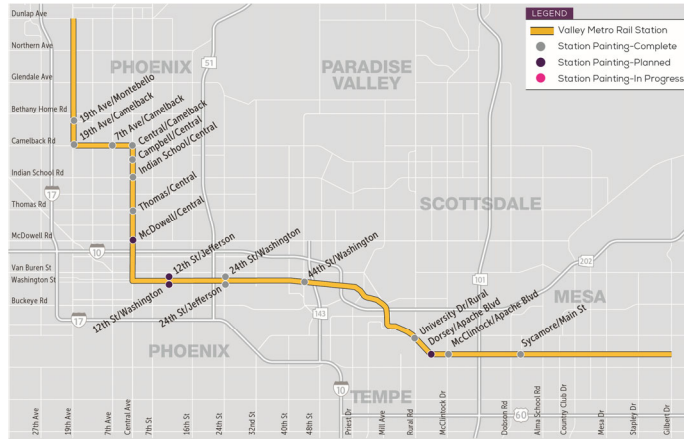 LEGEND
Valley Metro Rail Station
Station Painting-Complete
Station Painting-Planned
Station Painting-In Progress
Dunlap Ave
Northern Ave
Glendale Ave
Bethany Home Rd
Camelback Rd
Indian School Rd
Thomas Rd
McDowell Rd
Van Buren St
Washington St
Buckeye Rd
PHOENIX
PARADISE
VALLEY
SCOTTSDALE
MESA
PHOENIX
TEMPE
51
17
10
17
143
10
101
202
60
19th Ave/Montebello
19th Ave/Camelback
7th Ave/Camelback
Central/Camelback
Campbell/Central
Indian School/Central
Thomas/Central
McDowell/Central
12th St/Jefferson
12th St/Washington
24th St/Washington
24th St/Jefferson
44th St/Washington
University Dr/Rural
Dorsey/Apache Blvd
McClintock/Apache Blvd
Sycamore/Main St
27th Ave
19th Ave
7th Ave
Central Ave
7th St
16th St
24th St
32nd St
40th St
48th St
Priest Dr
Mill Ave
Rural Rd
McClintock Dr
Dobson Rd
Alma School Rd
Country Club Dr
Mesa Dr
Stapley Dr
Gilbert Dr